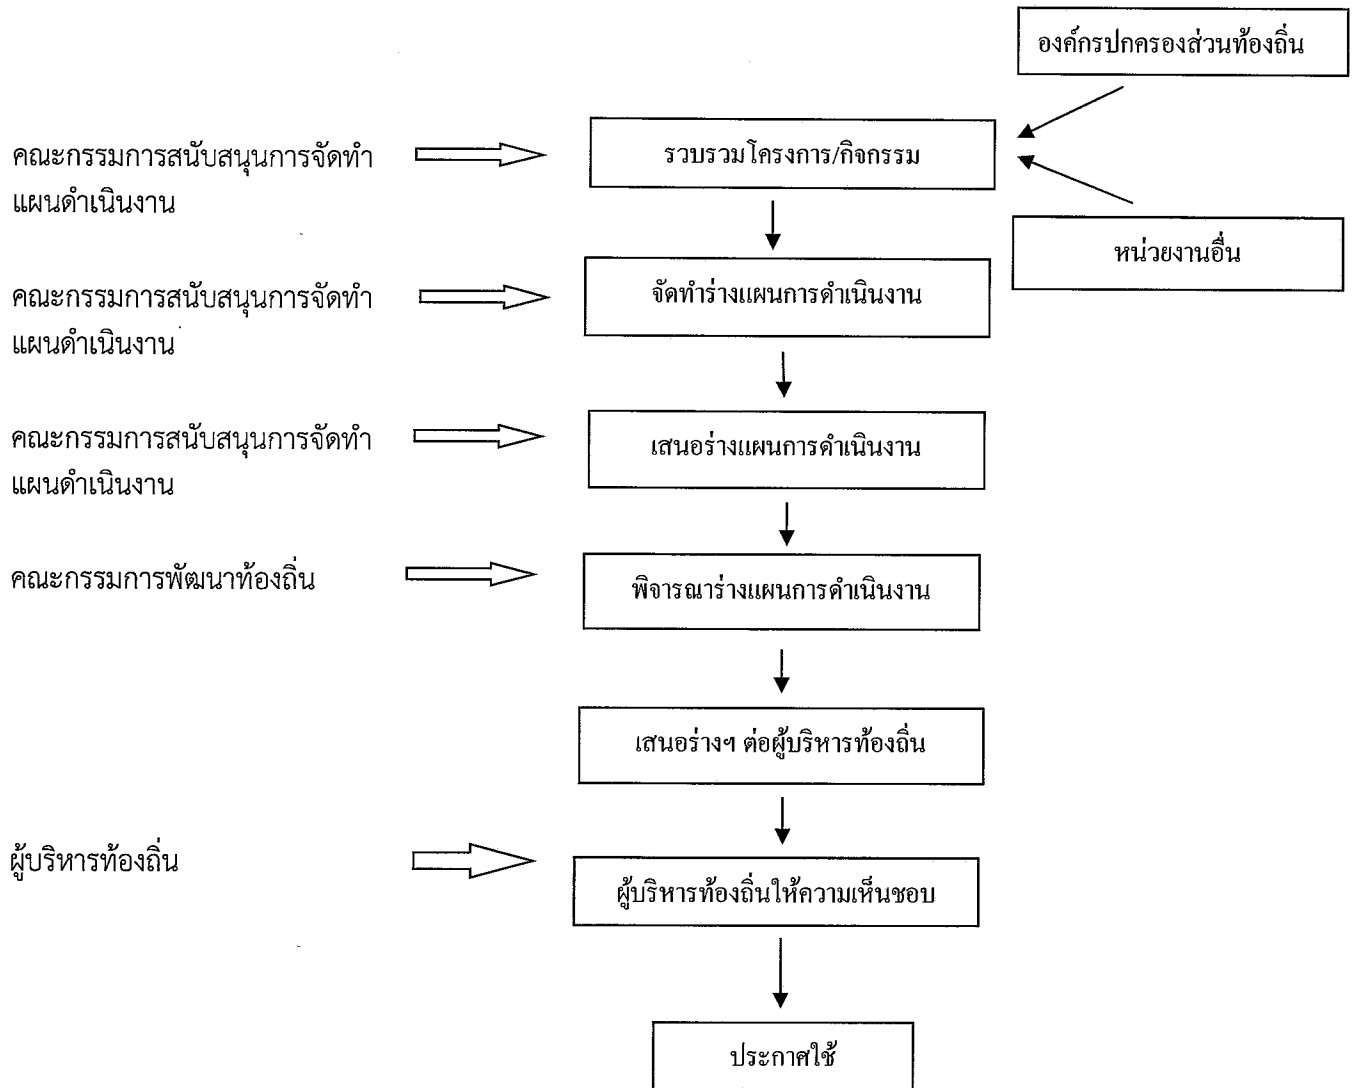 องค์กรปกครองส่วนท้องถิ่น
คณะกรรมการสนับสนุนการจัดทำ
แผนดำเนินงาน
รวบรวมโครงการ/กิจกรรม
หน่วยงานอื่น
คณะกรรมการสนับสนุนการจัดทำ
แผนดำเนินงาน
จัดทำร่างแผนการดำเนินงาน
คณะกรรมการสนับสนุนการจัดทำ
แผนดำเนินงาน
เสนอร่างแผนการดำเนินงาน
คณะกรรมการพัฒนาท้องถิ่น
พิจารณาร่างแผนการดำเนินงาน
เสนอร่างฯ ต่อผู้บริหารท้องถิ่น
ผู้บริหารท้องถิ่น
ผู้บริหารท้องถิ่นให้ความเห็นชอบ
ประกาศใช้